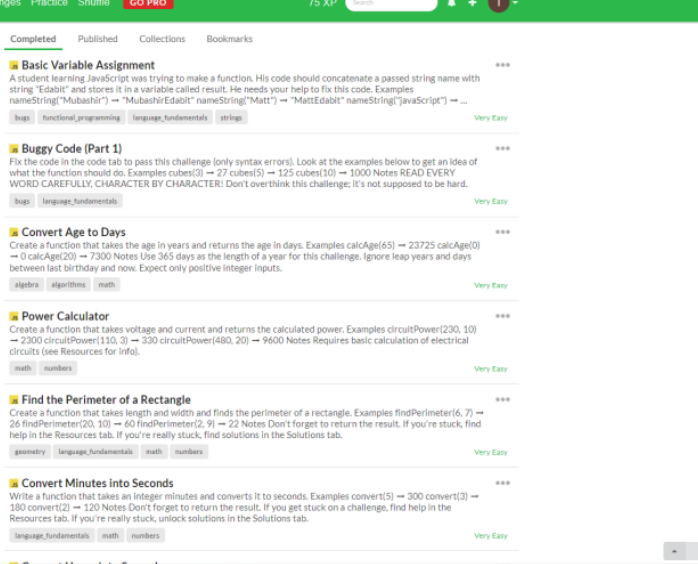 nges Practice Shuffle GO PRO 75 XP Search
Completed Published Collections Bookmarks
Basic Variable Assignment
A student learning JavaScript was trying to make a function. His code should concatenate a passed string name with
string "Edabit" and stores it in a variable called result. He needs your help to fix this code. Examples
nameString("Mubashir") → "MubashirEdabit" nameString("Matt") → "MattEdabit" nameString("javaScript") → ...
bugs functional_programming language_fundamentals strings Very Easy
Buggy Code (Part 1)
Fix the code in the code tab to pass this challenge (only syntax errors). Look at the examples below to get an idea of
what the function should do. Examples cubes(3) → 27 cubes(5) → 125 cubes(10) → 1000 Notes READ EVERY
WORD CAREFULLY, CHARACTER BY CHARACTER! Don't overthink this challenge; it's not supposed to be hard.
bugs language_fundamentals Very Easy
Convert Age to Days
Create a function that takes the age in years and returns the age in days. Examples calcAge(65) → 23725 calcAge(0)
→ 0 calcAge(20) → 7300 Notes Use 365 days as the length of a year for this challenge. Ignore leap years and days
between last birthday and now. Expect only positive integer inputs.
algebra algorithms math Very Easy
Power Calculator
Create a function that takes voltage and current and returns the calculated power. Examples circuitPower(230, 10)
→ 2300 circuitPower(110, 3) → 330 circuitPower(480, 20) → 9600 Notes Requires basic calculation of electrical
circuits (see Resources for info).
math numbers Very Easy
Find the Perimeter of a Rectangle
Create a function that takes length and width and finds the perimeter of a rectangle. Examples findPerimeter(6, 7) →
26 findPerimeter(20, 10) → 60 findPerimeter(2, 9) → 22 Notes Don't forget to return the result. If you're stuck, find
help in the Resources tab. If you're really stuck, find solutions in the Solutions tab.
geometry language_fundamentals math numbers Very Easy
Convert Minutes into Seconds
Write a function that takes an integer minutes and converts it to seconds. Examples convert(5) → 300 convert(3) →
180 convert(2) → 120 Notes Don't forget to return the result. If you get stuck on a challenge, find help in the
Resources tab. If you're really stuck, unlock solutions in the Solutions tab.
language_fundamentals math numbers Very Easy